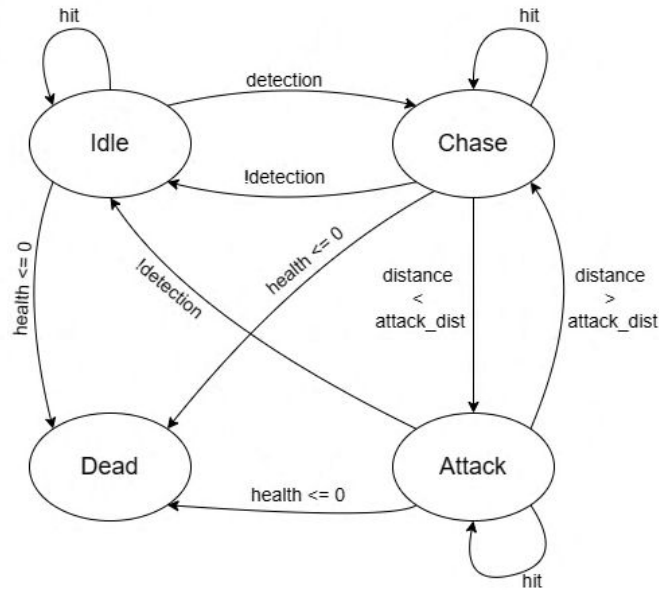 hit
hit
detection
Idle
Chase
!detection
health <= 0
!detection
health <= 0
distance
<
attack_dist
distance
>
attack_dist
Dead
Attack
health <= 0
hit